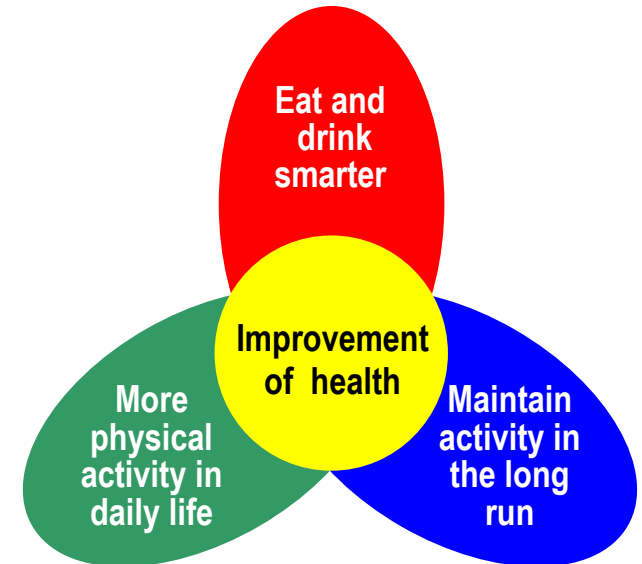 Eat and
drink
smarter
Improvement
of health
More
physical
activity in
daily life
Maintain
activity in
the long
run